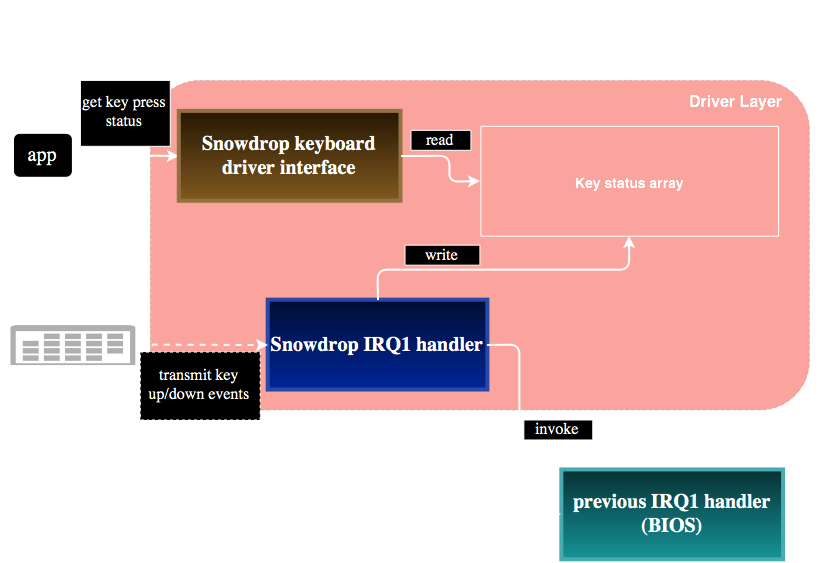 Driver Layer
get key press
status
app
Snowdrop keyboard
driver interface
read
Key status array
write
Snowdrop IRQ1 handler
transmit key
up/down events
invoke
previous IRQ1 handler
(BIOS)